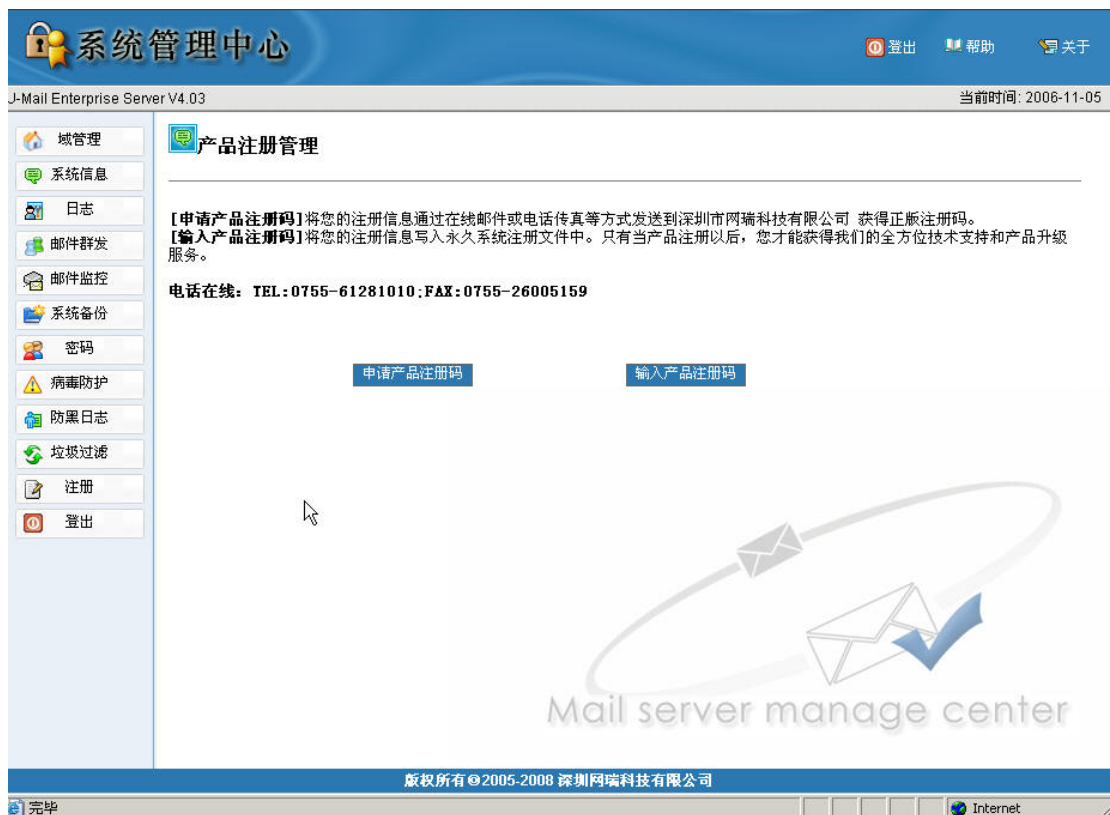 系统管理中心
登出 帮助 关于
U-Mail Enterprise Server V4.03 当前时间: 2006-11-05
域管理
系统信息
日志
邮件群发
邮件监控
系统备份
密码
病毒防护
防黑日志
垃圾过滤
注册
登出
产品注册管理
[申请产品注册码]将您的注册信息通过在线邮件或电话传真等方式发送到深圳市网瑞科技有限公司 获得正版注册码。
[输入产品注册码]将您的注册信息写入永久系统注册文件中。只有当产品注册以后，您才能获得我们的全方位技术支持和产品升级
服务。
电话在线：TEL:0755-61281010;FAX:0755-26005159
申请产品注册码 输入产品注册码
Mail server manage center
版权所有©2005-2008 深圳网瑞科技有限公司
完毕 Internet